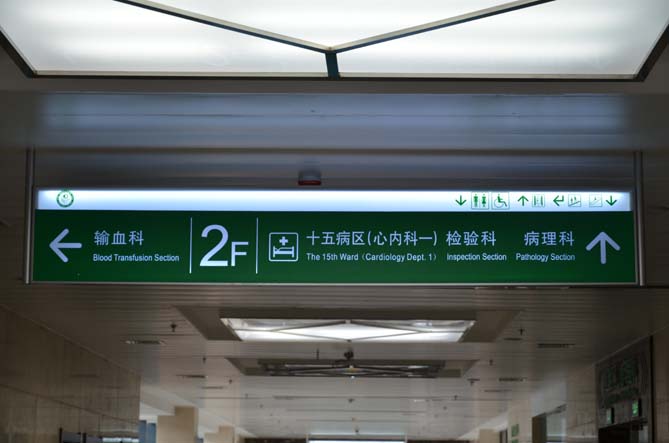 输血科
Blood Transfusion Section
2F
十五病区(心内科一)
The 15th Ward (Cardiology Dept. 1)
检验科
Inspection Section
病理科
Pathology Section